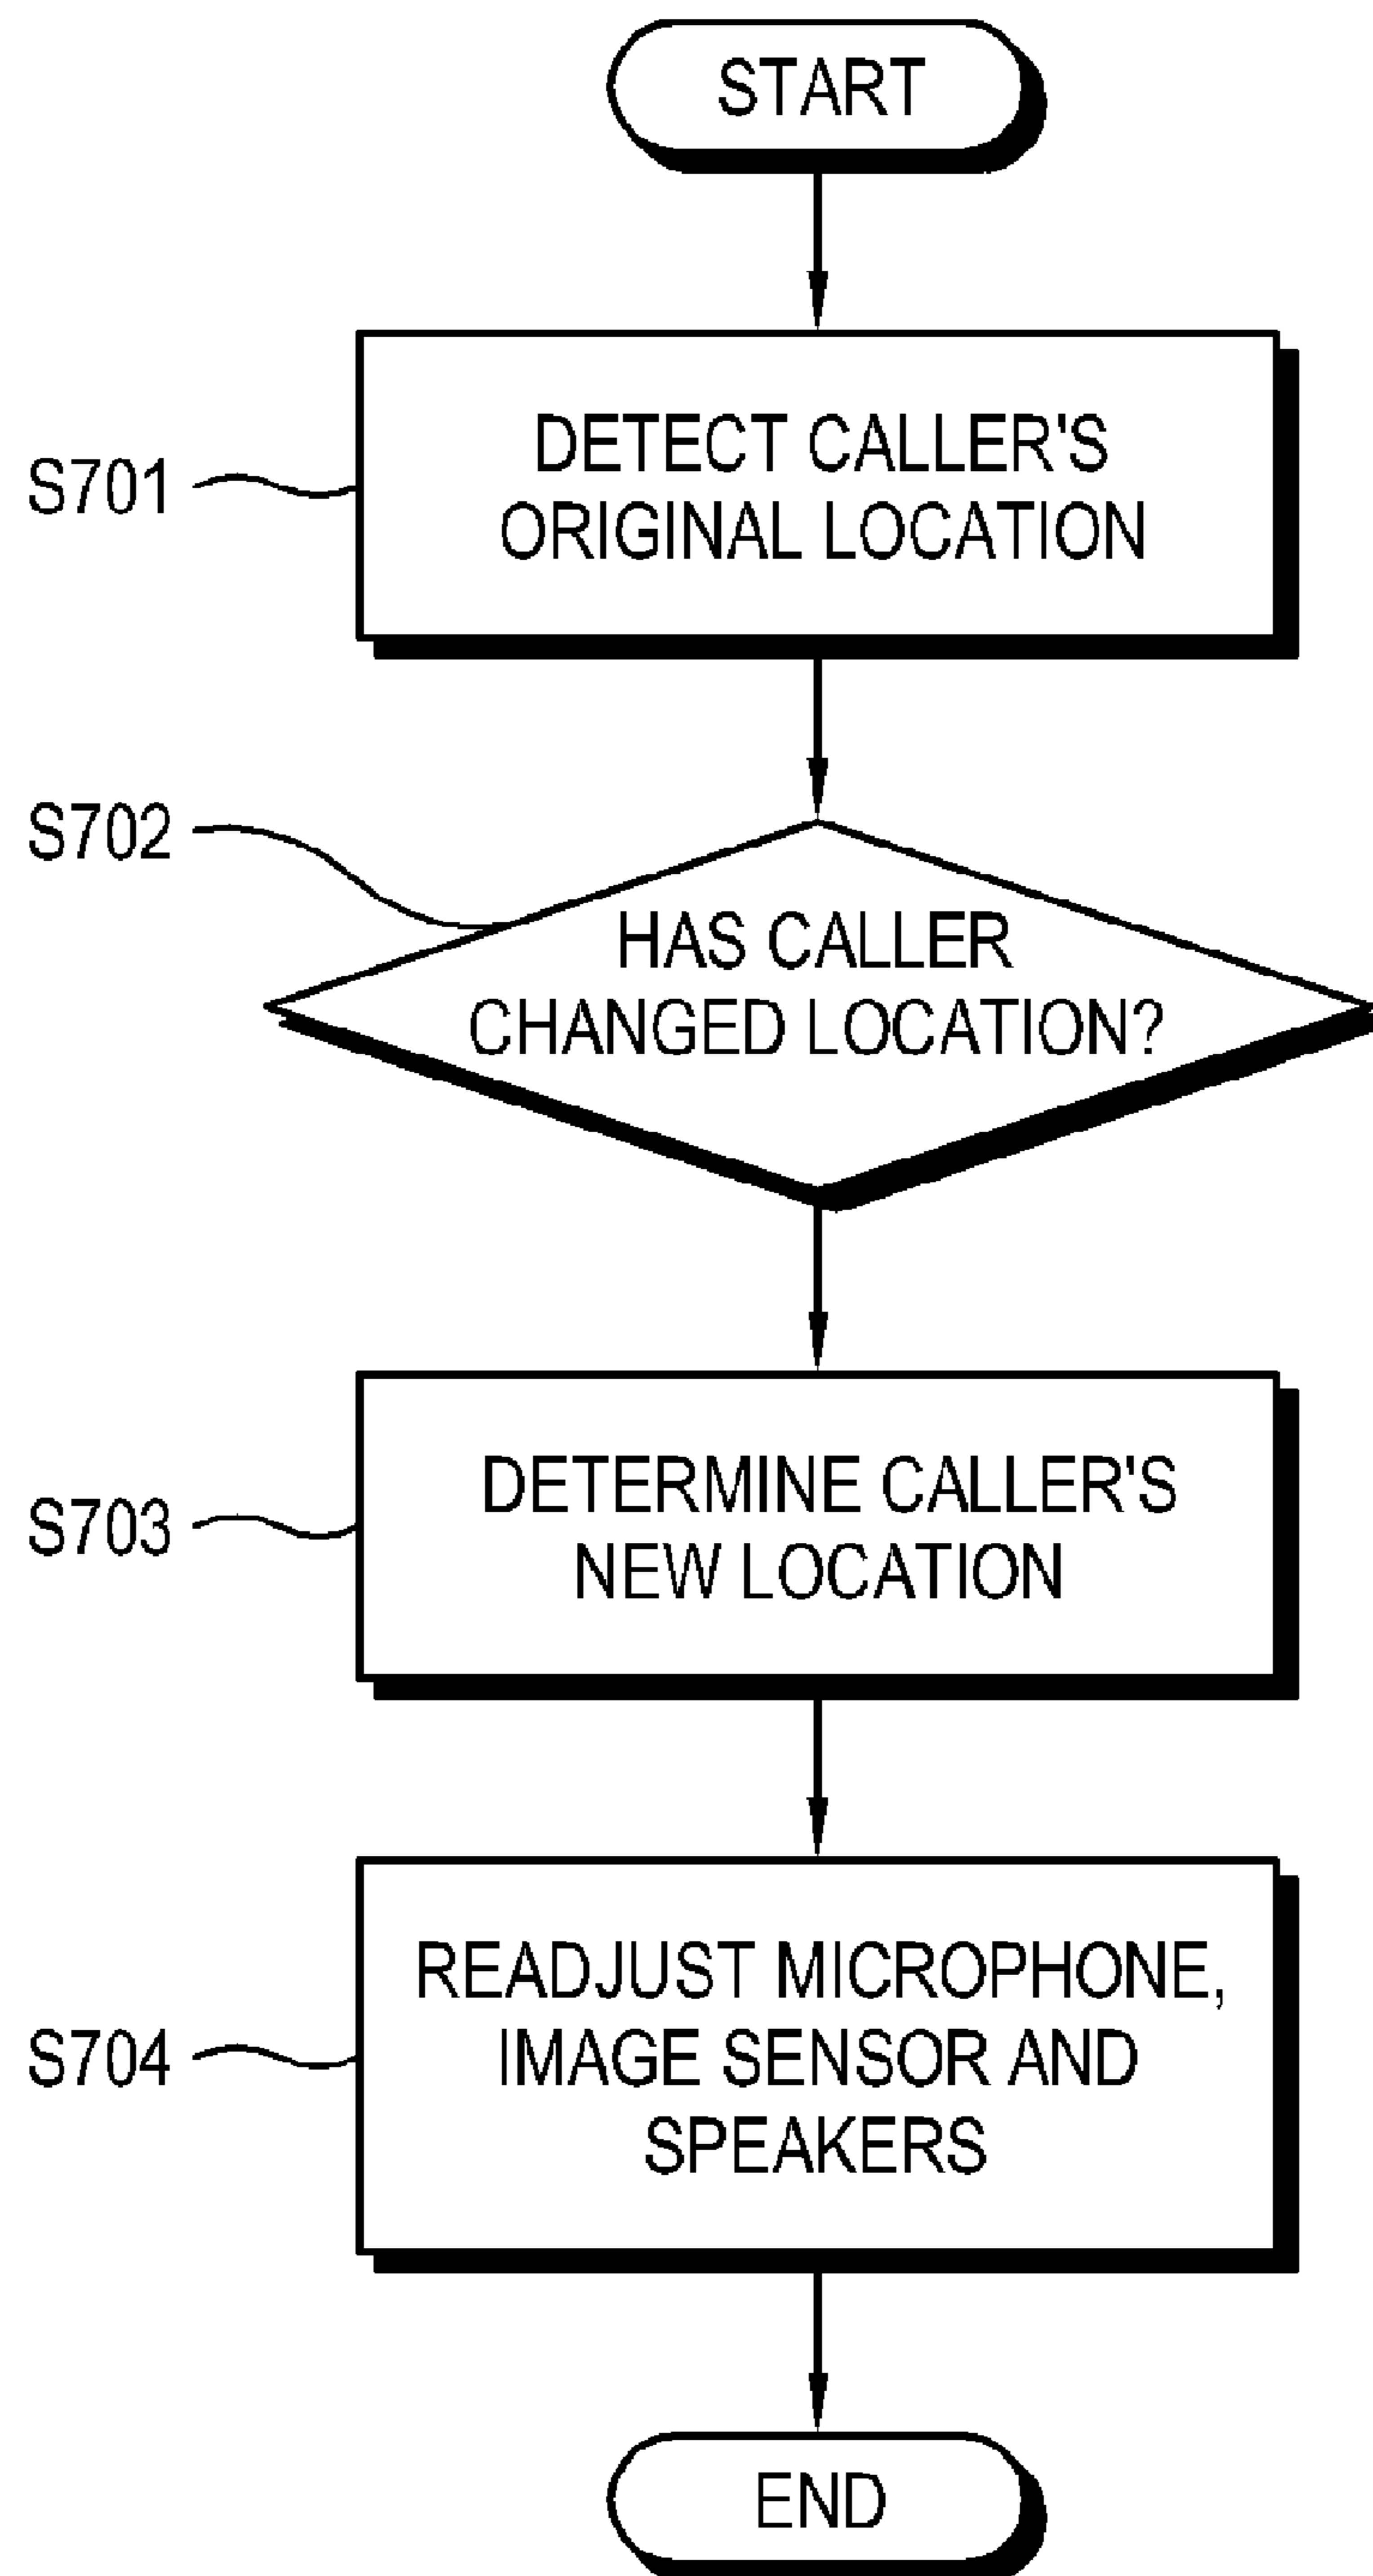 START
S701
DETECT CALLER'S
ORIGINAL LOCATION
S702
HAS CALLER
CHANGED LOCATION?
S703
DETERMINE CALLER'S
NEW LOCATION
S704
READJUST MICROPHONE,
IMAGE SENSOR AND
SPEAKERS
END